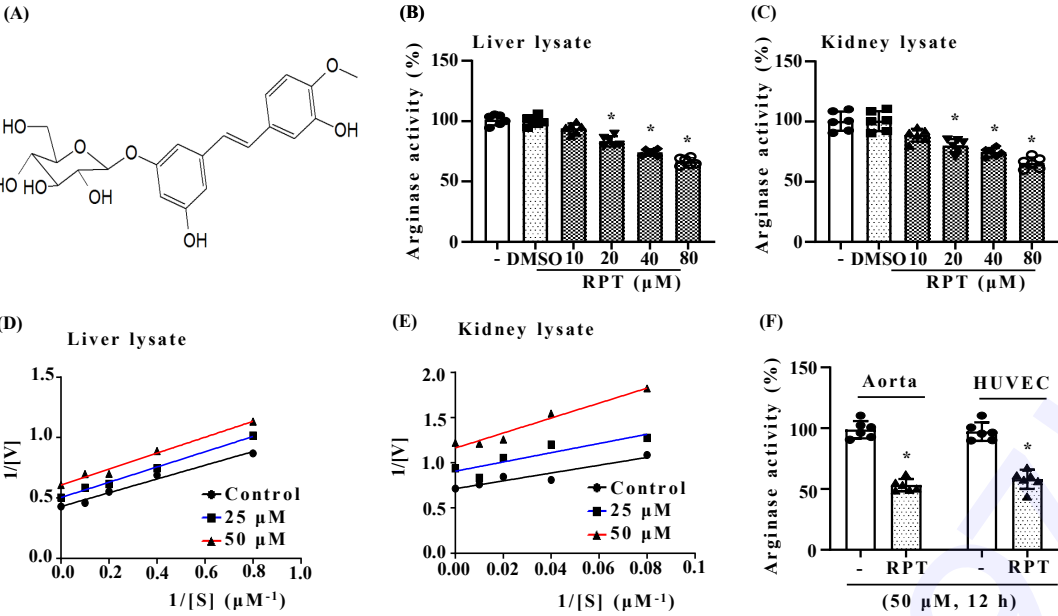 (A)
HO
O
HO
HO
OH
O
O
OH
OH
(B)
Liver lysate
Arginase activity (%)
150
100
50
0
* * *
- DMSO 10 20 40 80
RPT (µM)
(C)
Kidney lysate
Arginase activity (%)
150
100
50
0
* * *
- DMSO 10 20 40 80
RPT (µM)
(D)
Liver lysate
1/[V]
1.5
1.0
0.5
0.0
Control
25 µM
50 µM
0.0 0.2 0.4 0.6 0.8 1.0
1/[S] (µM⁻¹)
(E)
Kidney lysate
1/[V]
2.0
1.5
1.0
0.5
0.0
Control
25 µM
50 µM
0.00 0.02 0.04 0.06 0.08 0.1
1/[S] (µM⁻¹)
(F)
Arginase activity (%)
150
100
50
0
Aorta HUVEC
* *
- RPT - RPT
(50 µM, 12 h)